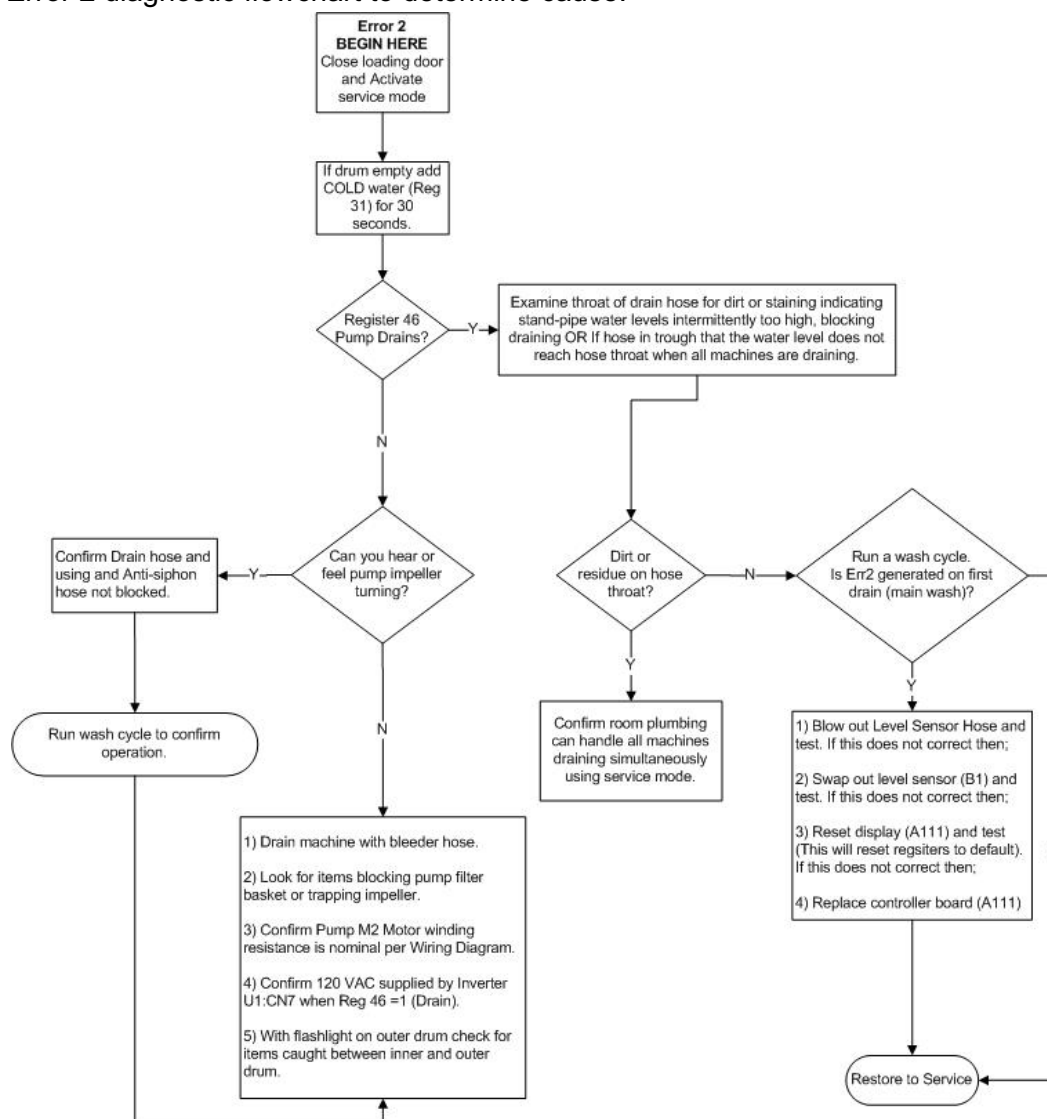 Error 2 diagnostic flowchart to determine cause.
Error 2
BEGIN HERE
Close loading door
and Activate
service mode
If drum empty add
COLD water (Reg
31) for 30
seconds.
Register 46
Pump Drains?
Y
Examine throat of drain hose for dirt or staining indicating
stand-pipe water levels intermittently too high, blocking
draining OR If hose in trough that the water level does not
reach hose throat when all machines are draining.
N
Can you hear or
feel pump impeller
turning?
Y
Confirm Drain hose and
using and Anti-siphon
hose not blocked.
Run wash cycle to confirm
operation.
N
1) Drain machine with bleeder hose.
2) Look for items blocking pump filter
basket or trapping impeller.
3) Confirm Pump M2 Motor winding
resistance is nominal per Wiring Diagram.
4) Confirm 120 VAC supplied by Inverter
U1:CN7 when Reg 46 =1 (Drain).
5) With flashlight on outer drum check for
items caught between inner and outer
drum.
Dirt or
residue on hose
throat?
N
Y
Confirm room plumbing
can handle all machines
draining simultaneously
using service mode.
Run a wash cycle.
Is Err2 generated on first
drain (main wash)?
Y
1) Blow out Level Sensor Hose and
test. If this does not correct then;
2) Swap out level sensor (B1) and
test. If this does not correct then;
3) Reset display (A111) and test
(This will reset regsiters to default).
If this does not correct then;
4) Replace controller board (A111)
Restore to Service